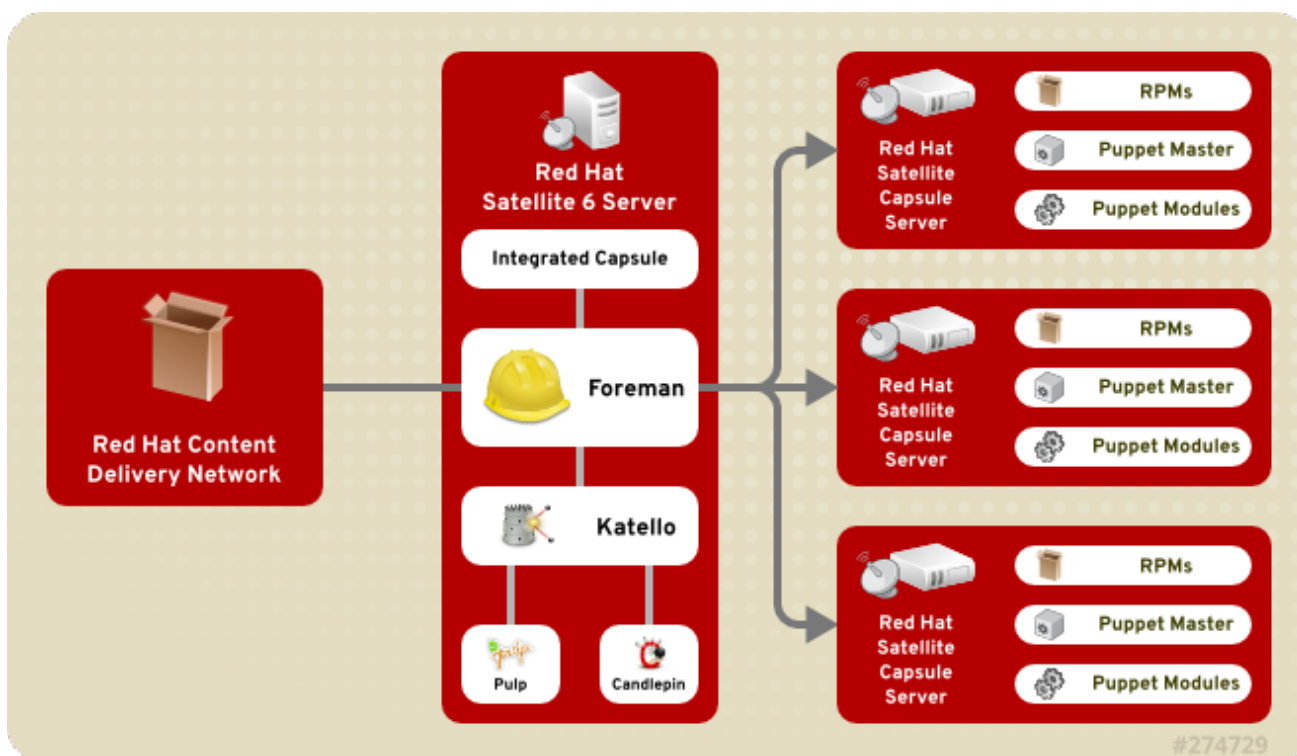 Red Hat Content
Delivery Network
Red Hat
Satellite 6 Server
Integrated Capsule
Foreman
Katello
Pulp
Candlepin
Red Hat
Satellite
Capsule
Server
RPMs
Puppet Master
Puppet Modules
Red Hat
Satellite
Capsule
Server
RPMs
Puppet Master
Puppet Modules
Red Hat
Satellite
Capsule
Server
RPMs
Puppet Master
Puppet Modules
#274729